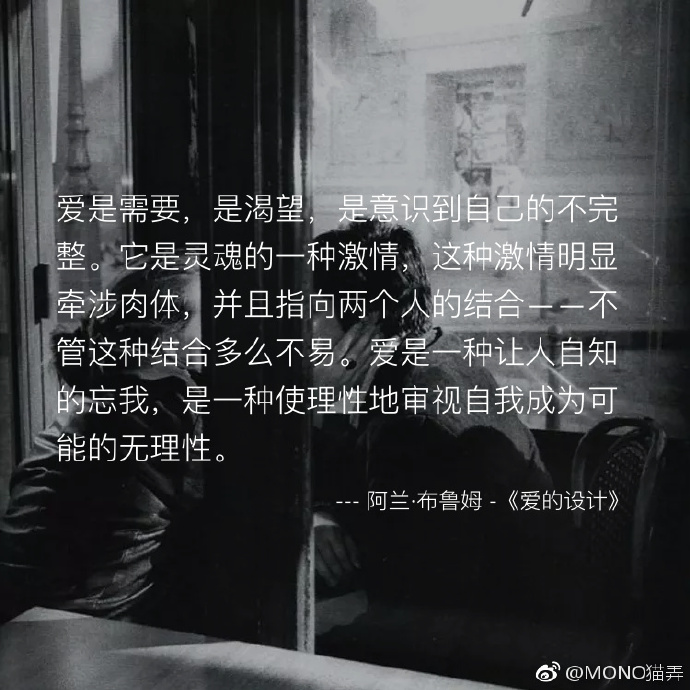 爱是需要，是渴望，是意识到自己的不完
整。它是灵魂的一种激情，这种激情明显
牵涉肉体，并且指向两个人的结合——不
管这种结合多么不易。爱是一种让人自知
的忘我，是一种使理性地审视自我成为可
能的无理性。
--- 阿兰·布鲁姆 -《爱的设计》
@MONO猫弄